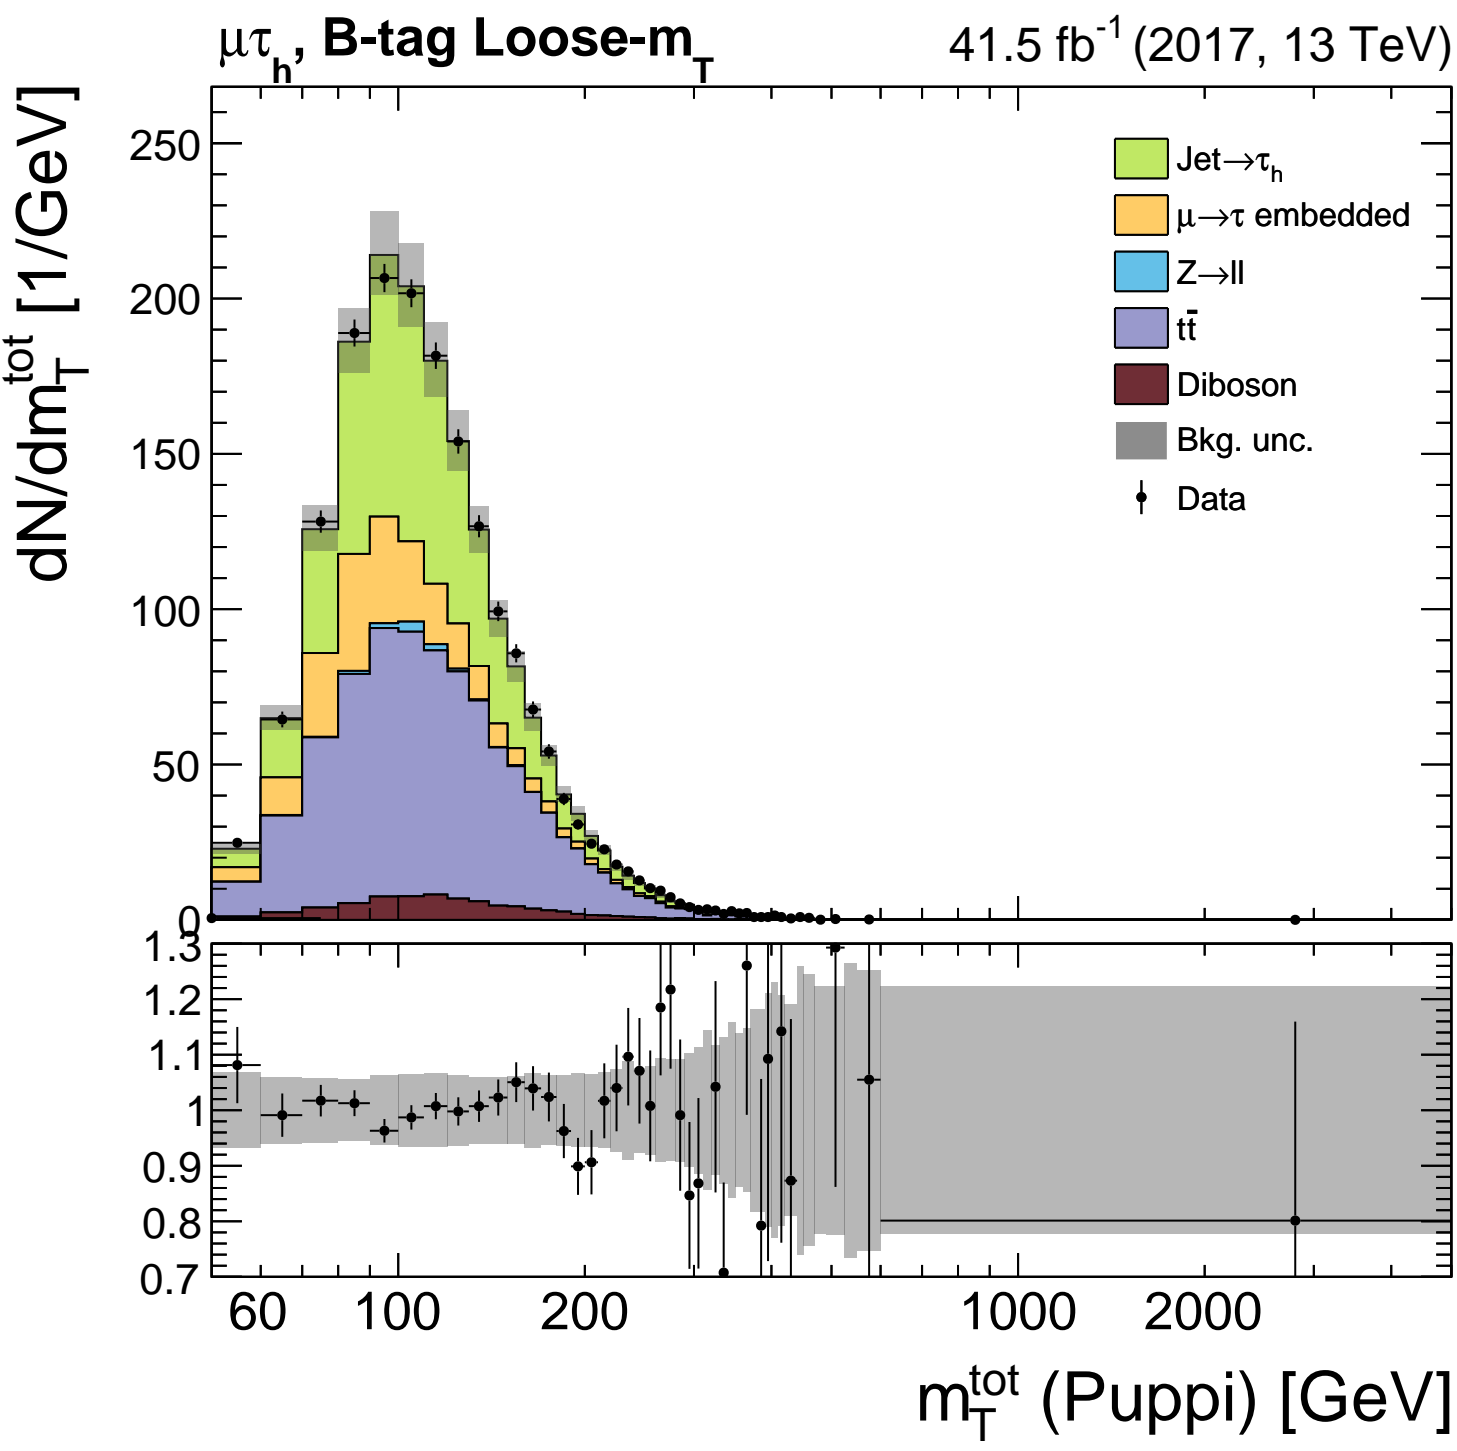 μτh, B-tag Loose-mT
41.5 fb-1 (2017, 13 TeV)
dN/dmTtot [1/GeV]
250
200
150
100
50
0
Jet→τh
μ→τ embedded
Z→ll
tt̄
Diboson
Bkg. unc.
Data
1.3
1.2
1.1
1
0.9
0.8
0.7
60 100 200 1000 2000
mTtot (Puppi) [GeV]